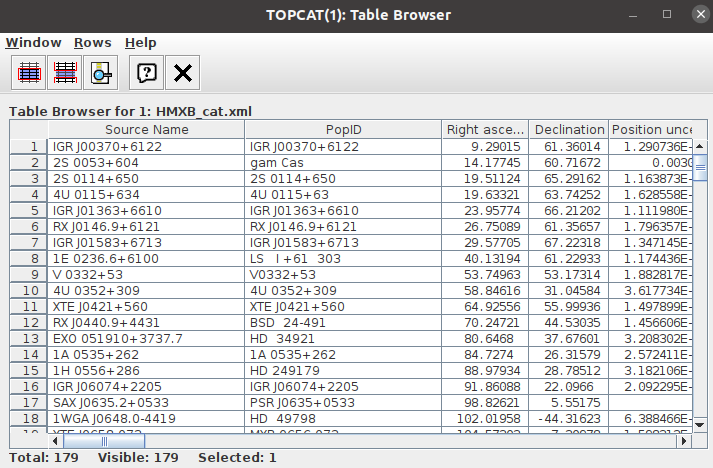 TOPCAT(1): Table Browser
Window Rows Help
Table Browser for 1: HMXB_cat.xml
Source Name PopID Right asce... Declination Position unce
1 IGR J00370+6122 IGR J00370+6122 9.29015 61.36014 1.290736E-
2 2S 0053+604 gam Cas 14.17745 60.71672 0.0030
3 2S 0114+650 2S 0114+650 19.51124 65.29162 1.163873E-
4 4U 0115+634 4U 0115+63 19.63321 63.74252 1.628558E-
5 IGR J01363+6610 IGR J01363+6610 23.95774 66.21202 1.111980E-
6 RX J0146.9+6121 RX J0146.9+6121 26.75089 61.35657 1.796357E-
7 IGR J01583+6713 IGR J01583+6713 29.57705 67.22318 1.347145E-
8 1E 0236.6+6100 LS I +61 303 40.13194 61.22933 1.174436E-
9 V 0332+53 V0332+53 53.74963 53.17314 1.882817E-
10 4U 0352+309 4U 0352+309 58.84616 31.04584 3.617734E-
11 XTE J0421+560 XTE J0421+560 64.92556 55.99936 1.497899E-
12 RX J0440.9+4431 BSD 24-491 70.24721 44.53035 1.456606E-
13 EXO 051910+3737.7 HD 34921 80.6468 37.67601 3.208302E-
14 1A 0535+262 1A 0535+262 84.7274 26.31579 2.572411E-
15 1H 0556+286 HD 249179 88.97934 28.78512 3.182106E-
16 IGR J06074+2205 IGR J06074+2205 91.86088 22.0966 2.092295E-
17 SAX J0635.2+0533 PSR J0635+0533 98.82621 5.55175
18 1WGA J0648.0-4419 HD 49798 102.01958 -44.31623 6.388466E-
Total: 179 Visible: 179 Selected: 1